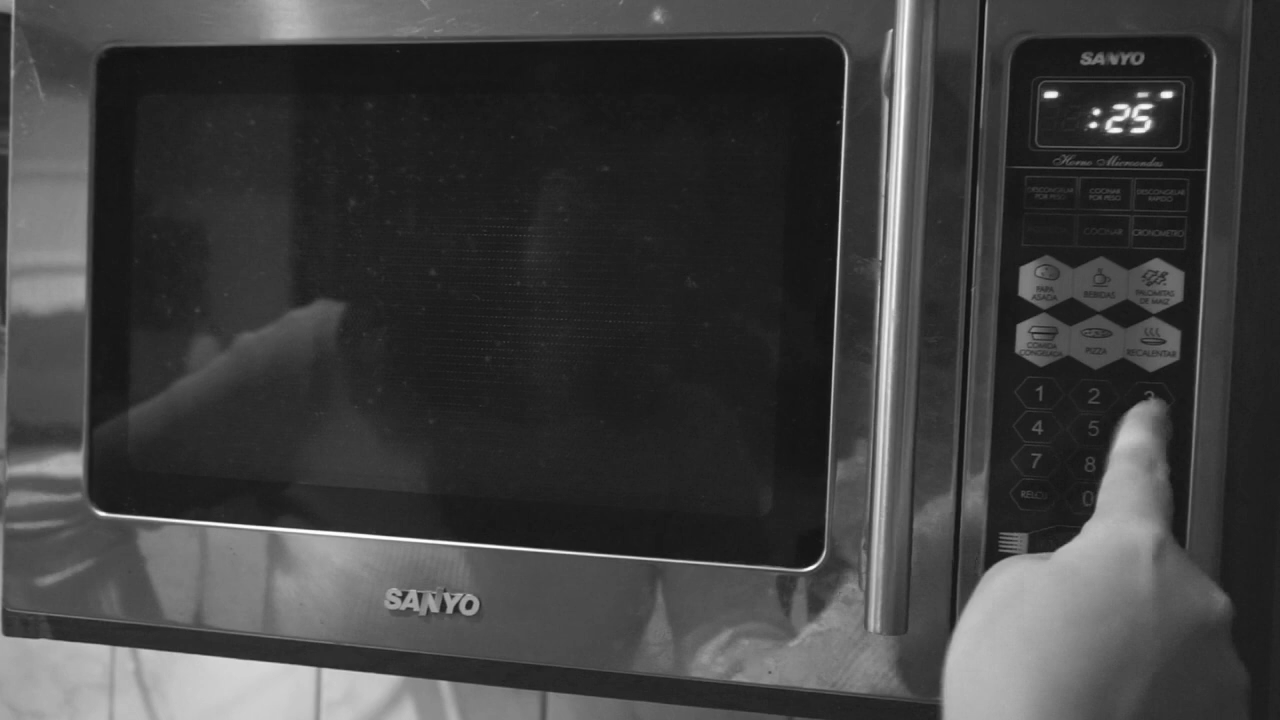 SANYO
:25
Horno Microondas
DESCONGELAR POR PESO
COCINAR POR PESO
DESCONGELAR RAPIDO
COCINAR
CRONOMETRO
PAPA ASADA
BEBIDAS
PALOMITAS DE MAIZ
COMIDA CONGELADA
PIZZA
RECALENTAR
1 2 3
4 5
7 8
RELOJ 0
SANYO